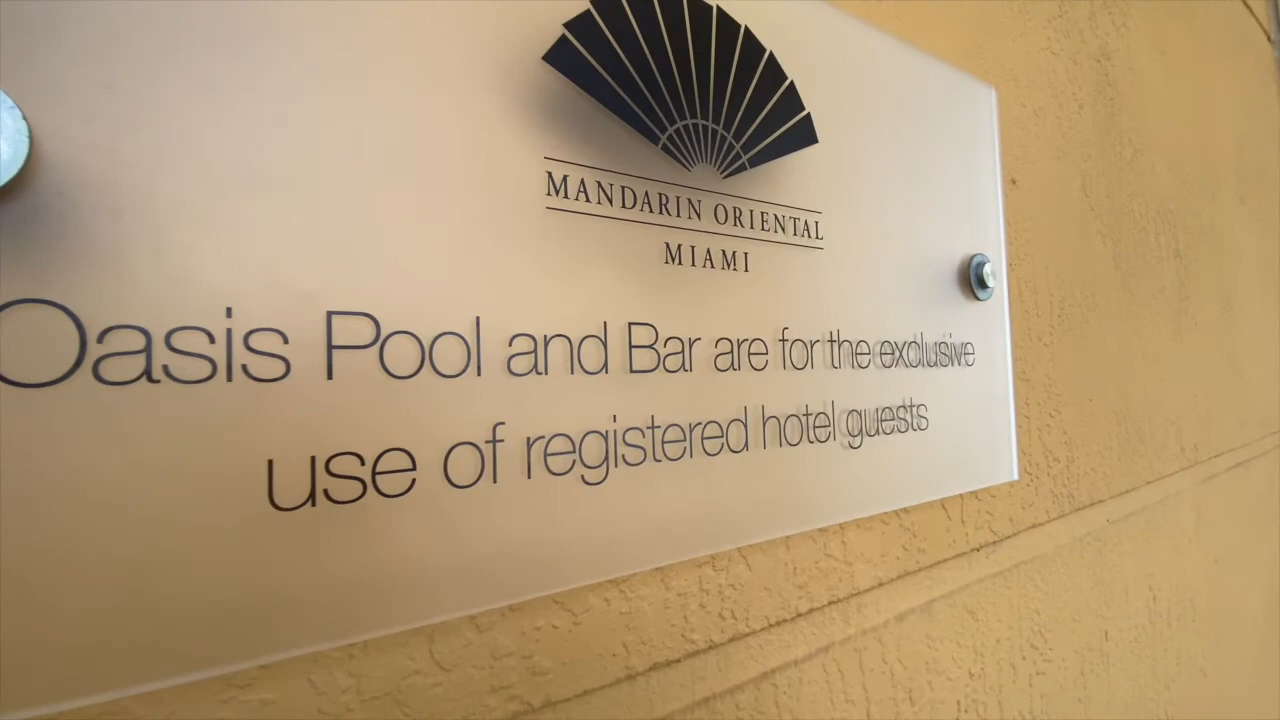 MANDARIN ORIENTAL
MIAMI
Oasis Pool and Bar are for the exclusive
use of registered hotel guests